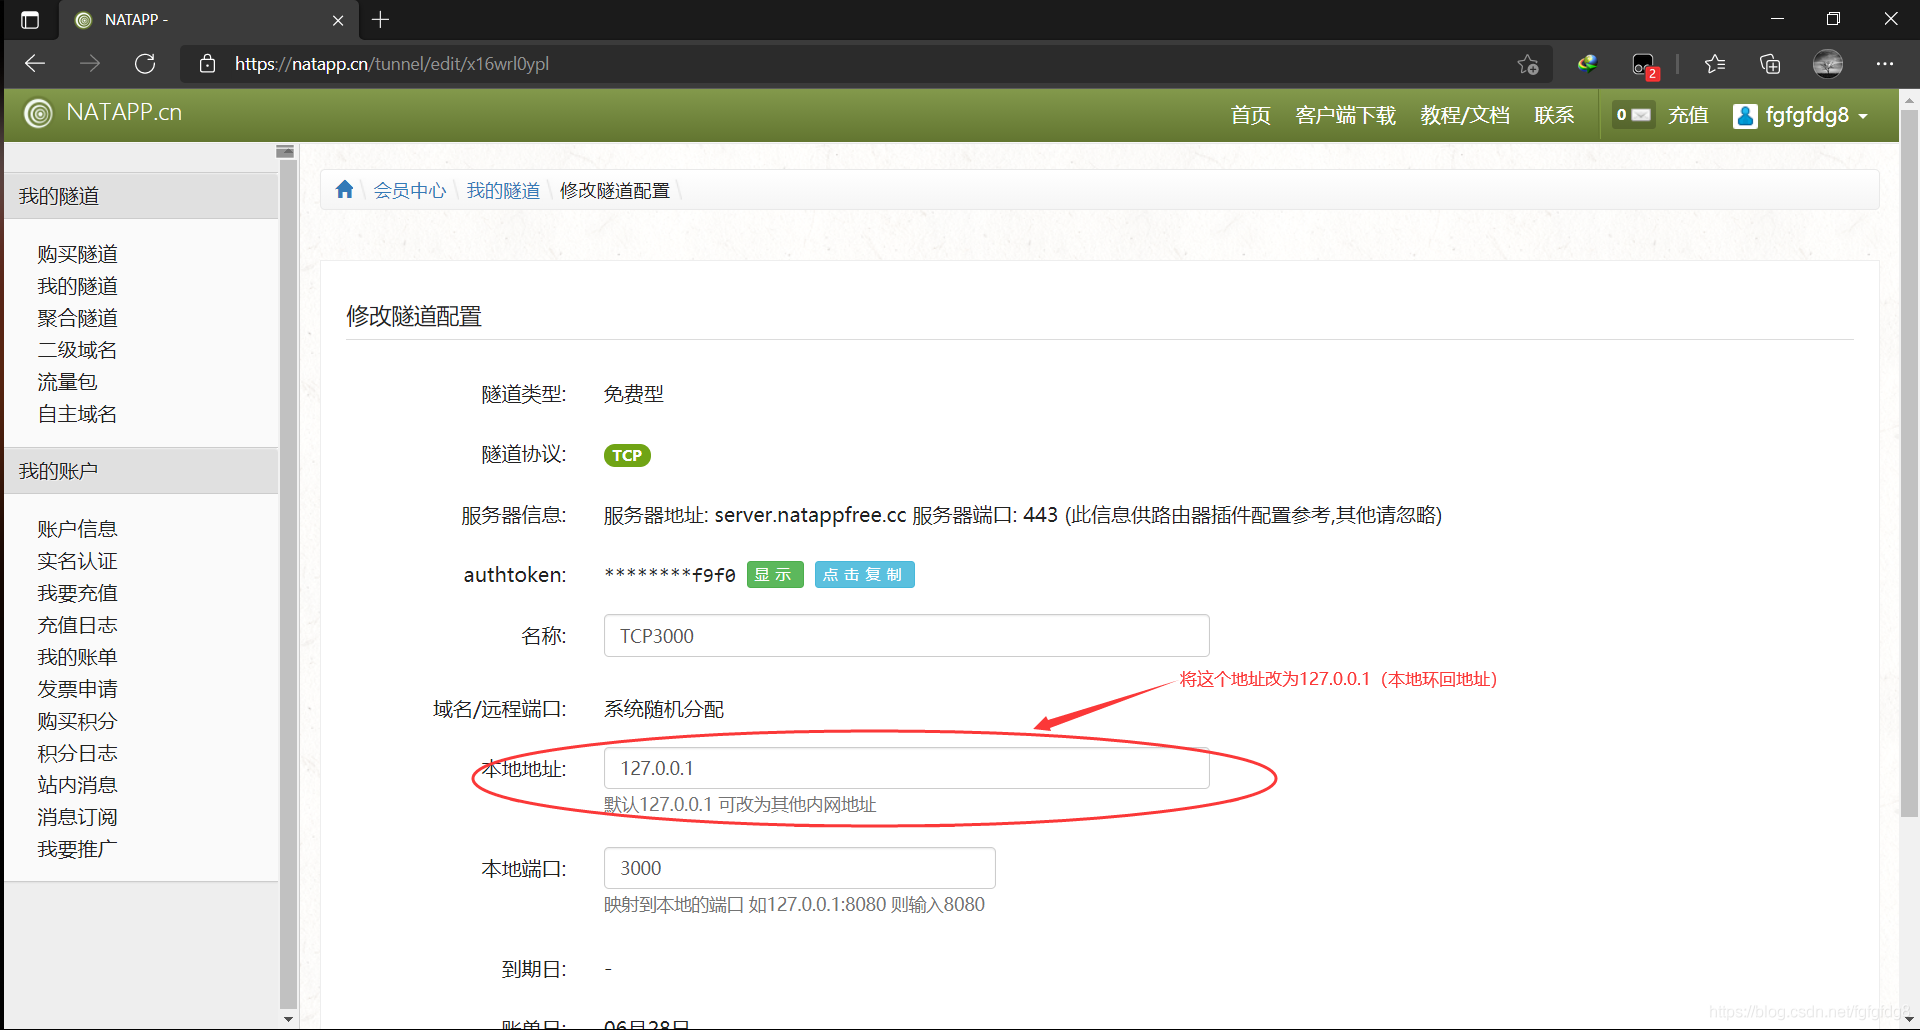 NATAPP -
https://natapp.cn/tunnel/edit/x16wrl0ypl
2
NATAPP.cn
首页 客户端下载 教程/文档 联系 0 充值 fgfgfdg8
我的隧道
购买隧道
我的隧道
聚合隧道
二级域名
流量包
自主域名
我的账户
账户信息
实名认证
我要充值
充值日志
我的账单
发票申请
购买积分
积分日志
站内消息
消息订阅
我要推广
会员中心 我的隧道 修改隧道配置
修改隧道配置
隧道类型: 免费型
隧道协议: TCP
服务器信息: 服务器地址: server.natappfree.cc 服务器端口: 443 (此信息供路由器插件配置参考,其他请忽略)
authtoken: ********f9f0 显示 点击复制
名称: TCP3000
将这个地址改为127.0.0.1（本地环回地址）
域名/远程端口: 系统随机分配
本地地址: 127.0.0.1
默认127.0.0.1 可改为其他内网地址
本地端口: 3000
映射到本地的端口 如127.0.0.1:8080 则输入8080
到期日: -
账单日: 06月28日
https://blog.csdn.net/fgfgfdg8